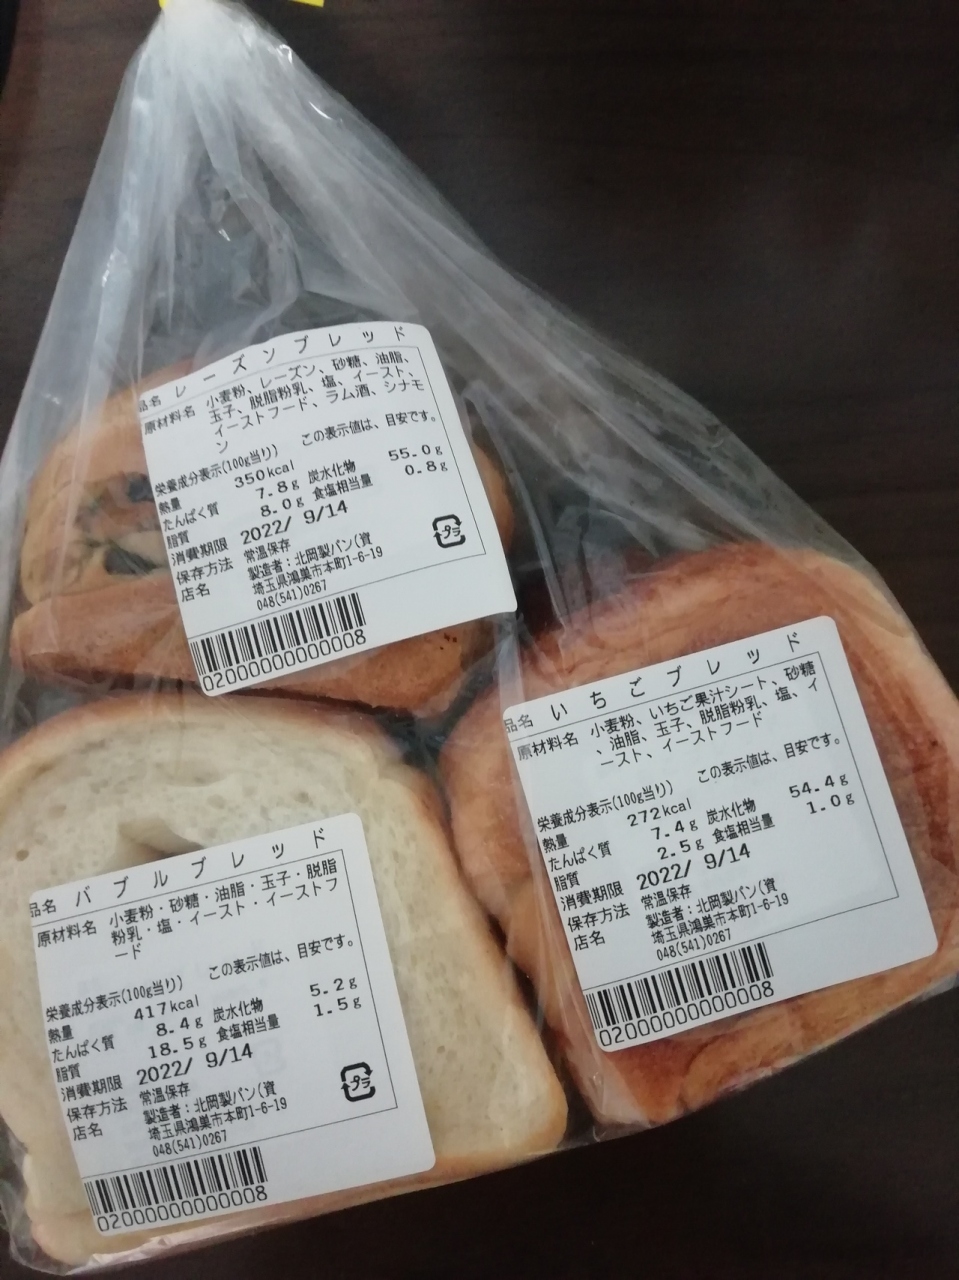 品名 レーズンブレッド
原材料名 小麦粉、レーズン、砂糖、油脂、
玉子、脱脂粉乳、塩、イースト、
イーストフード、ラム酒、シナモ
ン
栄養成分表示(100g当り) この表示値は、目安です。
熱量 350kcal 炭水化物 55.0g
たんぱく質 7.8g 食塩相当量 0.8g
脂質 8.0g
消費期限 2022/ 9/14
保存方法 常温保存
店名 製造者:北岡製パン(資
埼玉県鴻巣市本町1-6-19
048(541)0267
プラ
0200000000008
品名 いちごブレッド
原材料名 小麦粉、いちご果汁シート、砂糖
、油脂、玉子、脱脂粉乳、塩、イ
ースト、イーストフード
栄養成分表示(100g当り) この表示値は、目安です。
熱量 272kcal 炭水化物 54.4g
たんぱく質 7.4g 食塩相当量 1.0g
脂質 2.5g
消費期限 2022/ 9/14
保存方法 常温保存
店名 製造者:北岡製パン(資
埼玉県鴻巣市本町1-6-19
048(541)0267
0200000000008
品名 バブルブレッド
原材料名 小麦粉・砂糖・油脂・玉子・脱脂
粉乳・塩・イースト・イーストフ
ード
栄養成分表示(100g当り) この表示値は、目安です。
熱量 417kcal 炭水化物 5.2g
たんぱく質 8.4g 食塩相当量 1.5g
脂質 18.5g
消費期限 2022/ 9/14
保存方法 常温保存
店名 製造者:北岡製パン(資
埼玉県鴻巣市本町1-6-19
048(541)0267
プラ
0200000000008